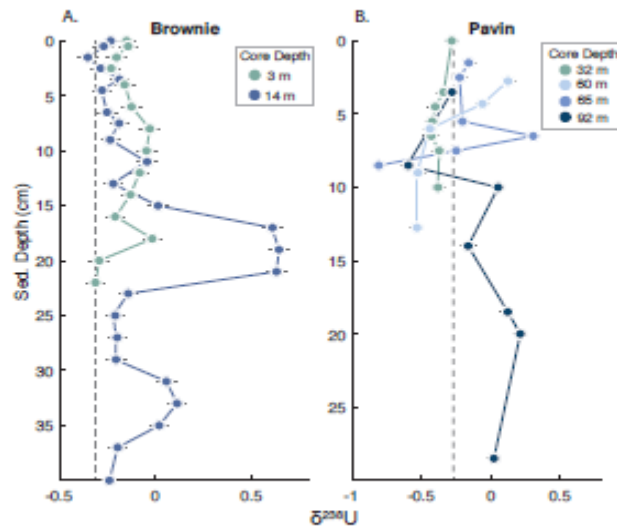 A.
Brownie
Core Depth
3 m
14 m
0
5
10
15
20
25
30
35
-0.5
0
0.5
Sed. Depth (cm)
B.
Pavin
Core Depth
32 m
60 m
65 m
92 m
0
5
10
15
20
25
-1
-0.5
0
0.5
δ²³⁸U